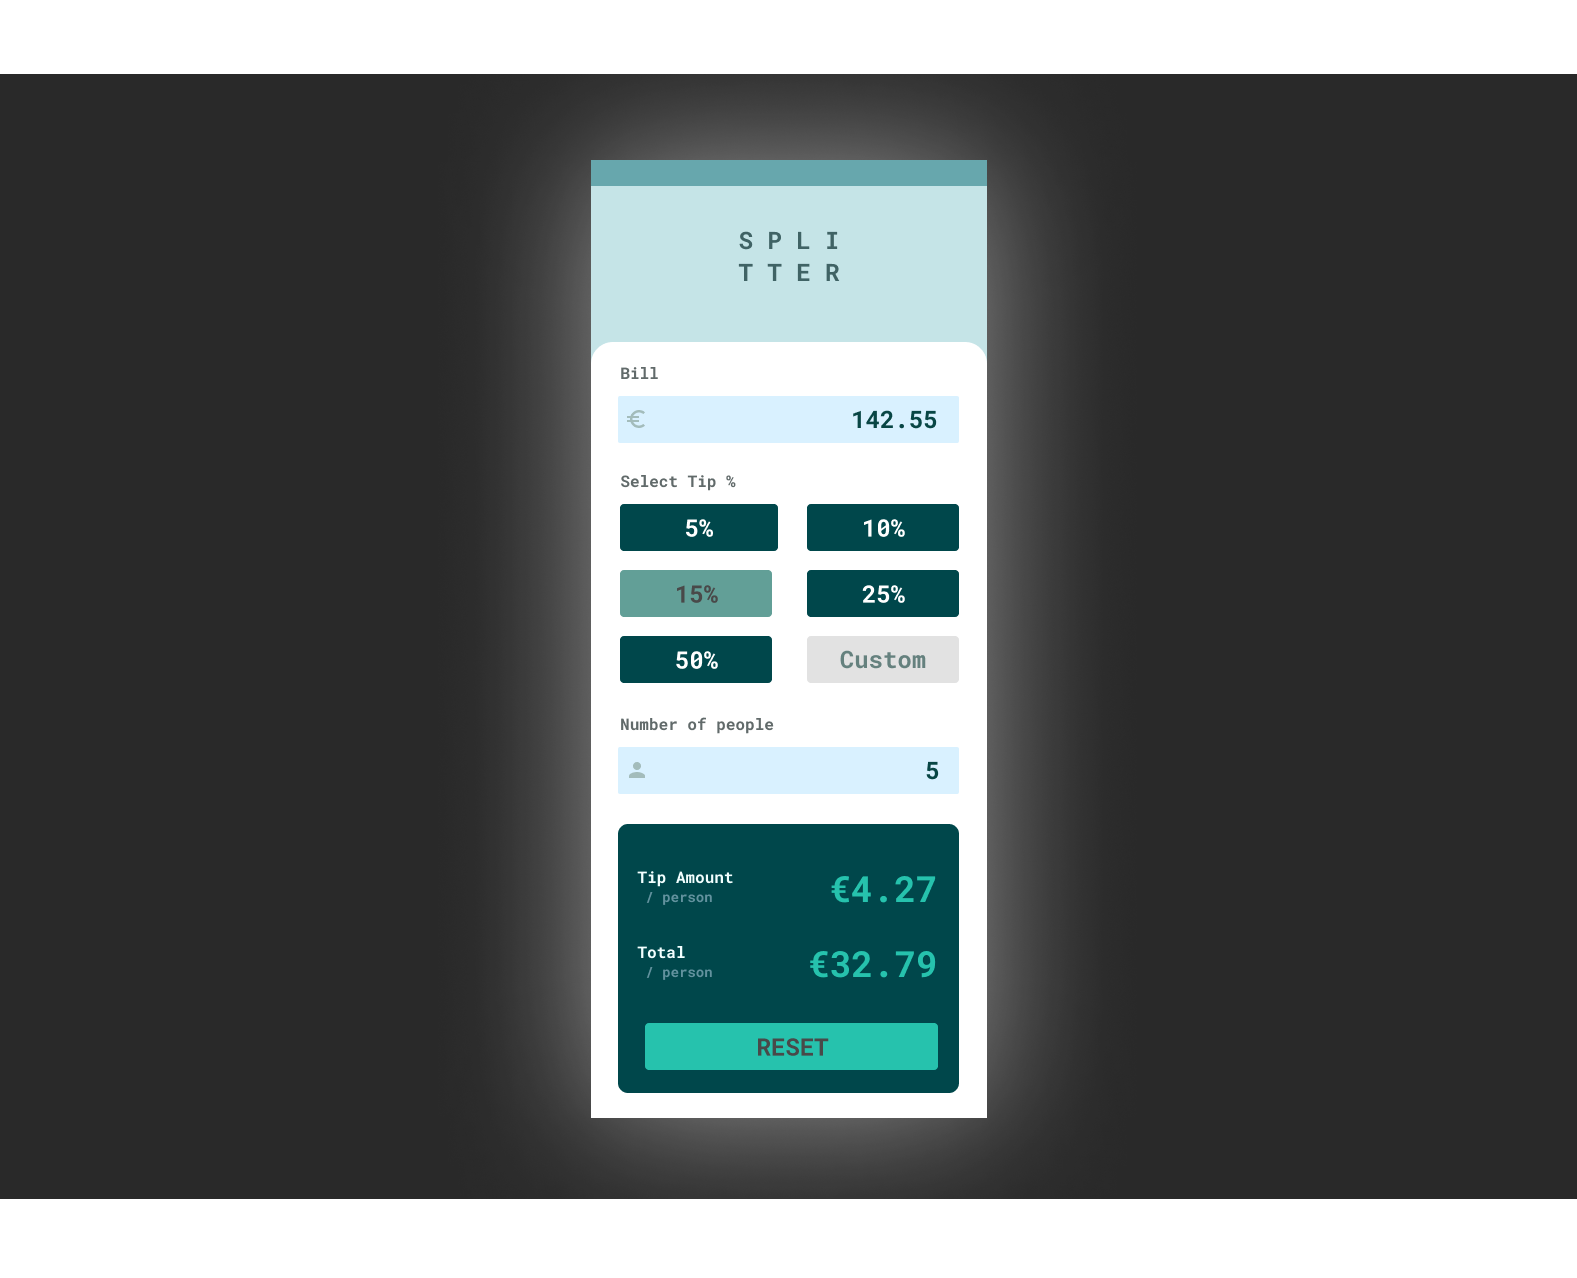 S P L I
T T E R
Bill
€ 142.55
Select Tip %
5% 10%
15% 25%
50% Custom
Number of people
5
Tip Amount
/ person
€4.27
Total
/ person
€32.79
RESET